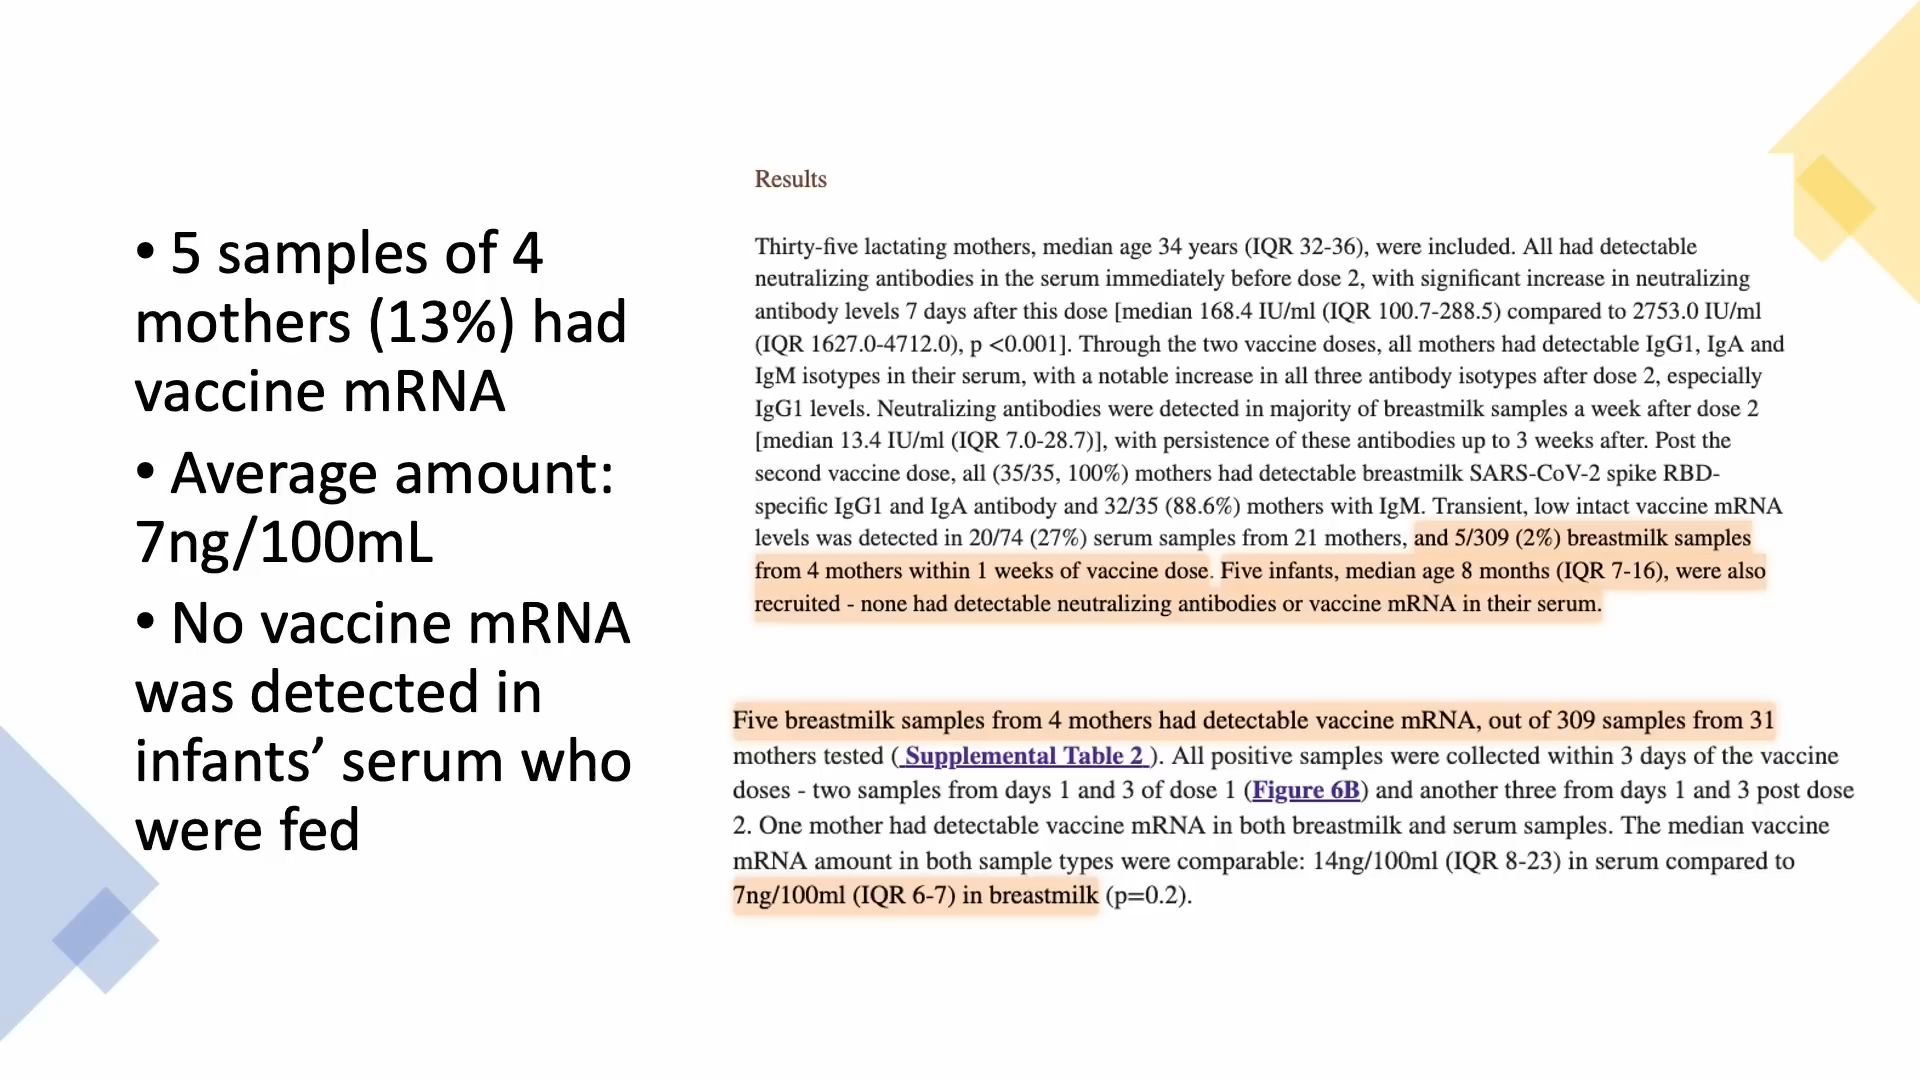 • 5 samples of 4
mothers (13%) had
vaccine mRNA
• Average amount:
7ng/100mL
• No vaccine mRNA
was detected in
infants’ serum who
were fed
Results
Thirty-five lactating mothers, median age 34 years (IQR 32-36), were included. All had detectable
neutralizing antibodies in the serum immediately before dose 2, with significant increase in neutralizing
antibody levels 7 days after this dose [median 168.4 IU/ml (IQR 100.7-288.5) compared to 2753.0 IU/ml
(IQR 1627.0-4712.0), p <0.001]. Through the two vaccine doses, all mothers had detectable IgG1, IgA and
IgM isotypes in their serum, with a notable increase in all three antibody isotypes after dose 2, especially
IgG1 levels. Neutralizing antibodies were detected in majority of breastmilk samples a week after dose 2
[median 13.4 IU/ml (IQR 7.0-28.7)], with persistence of these antibodies up to 3 weeks after. Post the
second vaccine dose, all (35/35, 100%) mothers had detectable breastmilk SARS-CoV-2 spike RBD-
specific IgG1 and IgA antibody and 32/35 (88.6%) mothers with IgM. Transient, low intact vaccine mRNA
levels was detected in 20/74 (27%) serum samples from 21 mothers, and 5/309 (2%) breastmilk samples
from 4 mothers within 1 weeks of vaccine dose. Five infants, median age 8 months (IQR 7-16), were also
recruited - none had detectable neutralizing antibodies or vaccine mRNA in their serum.
Five breastmilk samples from 4 mothers had detectable vaccine mRNA, out of 309 samples from 31
mothers tested ( Supplemental Table 2 ). All positive samples were collected within 3 days of the vaccine
doses - two samples from days 1 and 3 of dose 1 (Figure 6B) and another three from days 1 and 3 post dose
2. One mother had detectable vaccine mRNA in both breastmilk and serum samples. The median vaccine
mRNA amount in both sample types were comparable: 14ng/100ml (IQR 8-23) in serum compared to
7ng/100ml (IQR 6-7) in breastmilk (p=0.2).